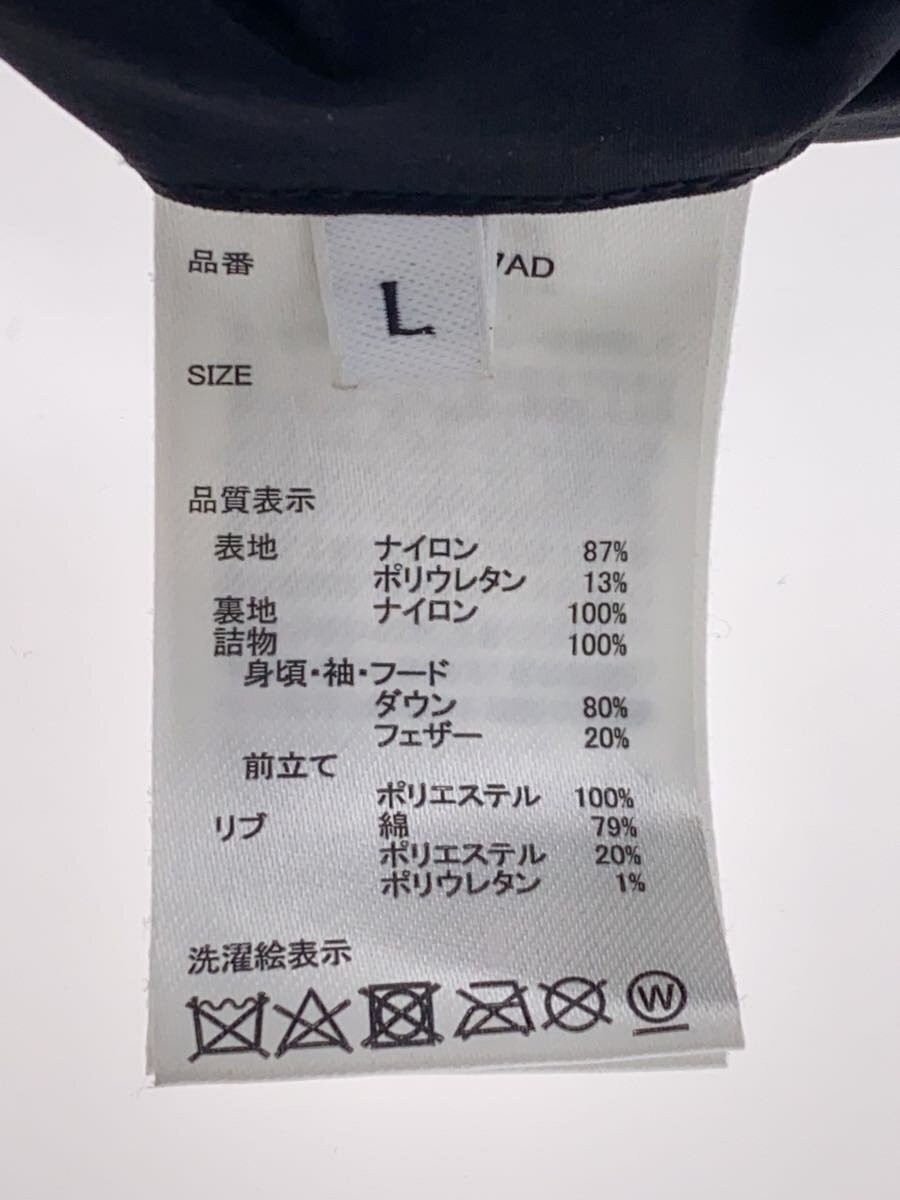 品番 7AD
L
SIZE
品質表示
表地 ナイロン 87%
ポリウレタン 13%
裏地 ナイロン 100%
詰物 100%
身頃・袖・フード
ダウン 80%
フェザー 20%
前立て
ポリエステル 100%
リブ 綿 79%
ポリエステル 20%
ポリウレタン 1%
洗濯絵表示
W